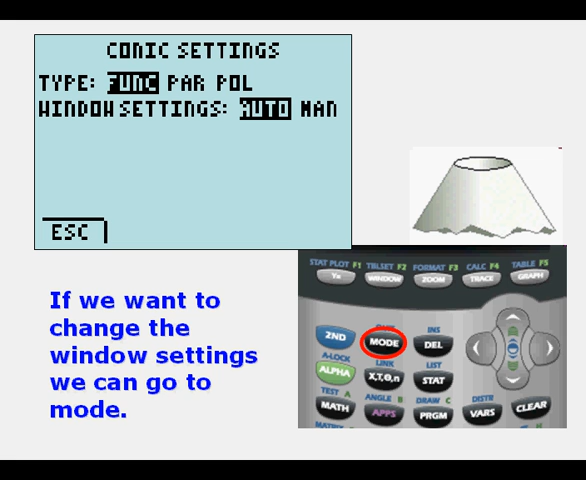 CONIC SETTINGS
TYPE: FUNC PAR POL
WINDOW SETTINGS: AUTO MAN
ESC
If we want to
change the
window settings
we can go to
mode.
STAT PLOT F1 TBLSET F2 FORMAT F3 CALC F4 TABLE F5
Y= WINDOW ZOOM TRACE GRAPH
QUIT INS
2ND MODE DEL
A-LOCK LINK LIST
ALPHA X,T,Θ,n STAT
TEST A ANGLE B DRAW C DISTR
MATH APPS PRGM VARS CLEAR